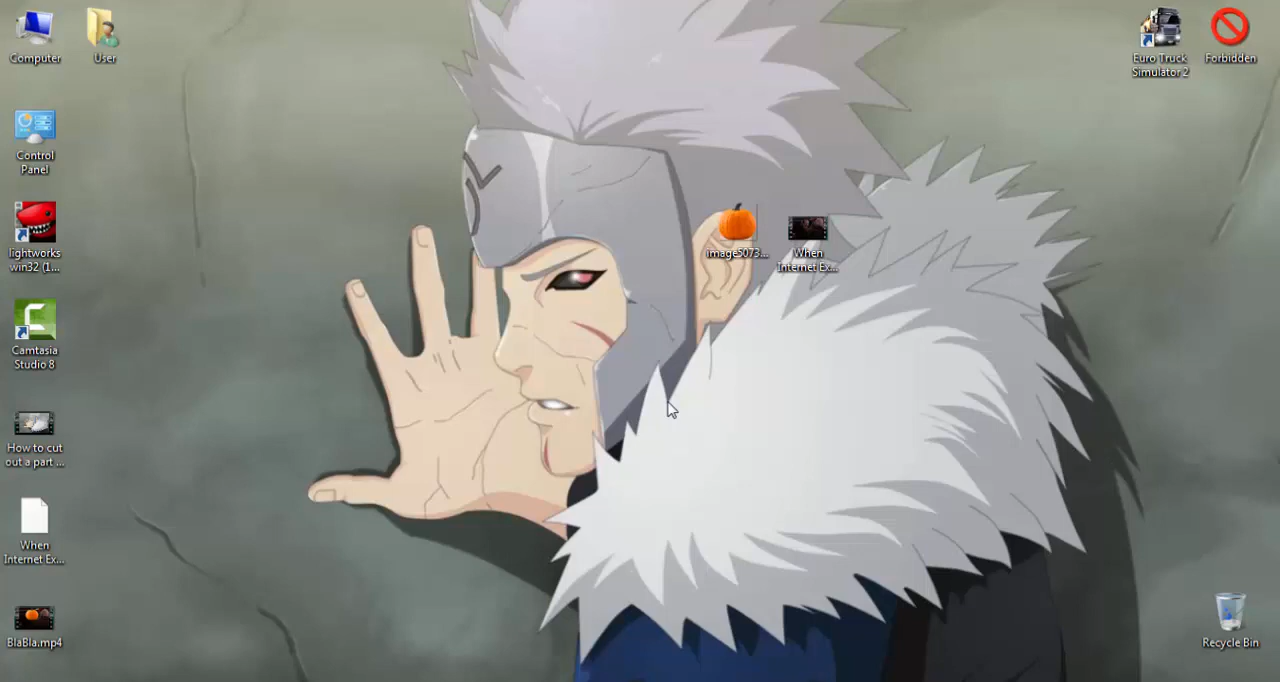 Computer
User
Control
Panel
lightworks
win32 (1...
Camtasia
Studio 8
How to cut
out a part ...
When
Internet Ex...
BlaBla.mp4
image5073...
When
Internet Ex...
Euro Truck
Simulator 2
Forbidden
Recycle Bin